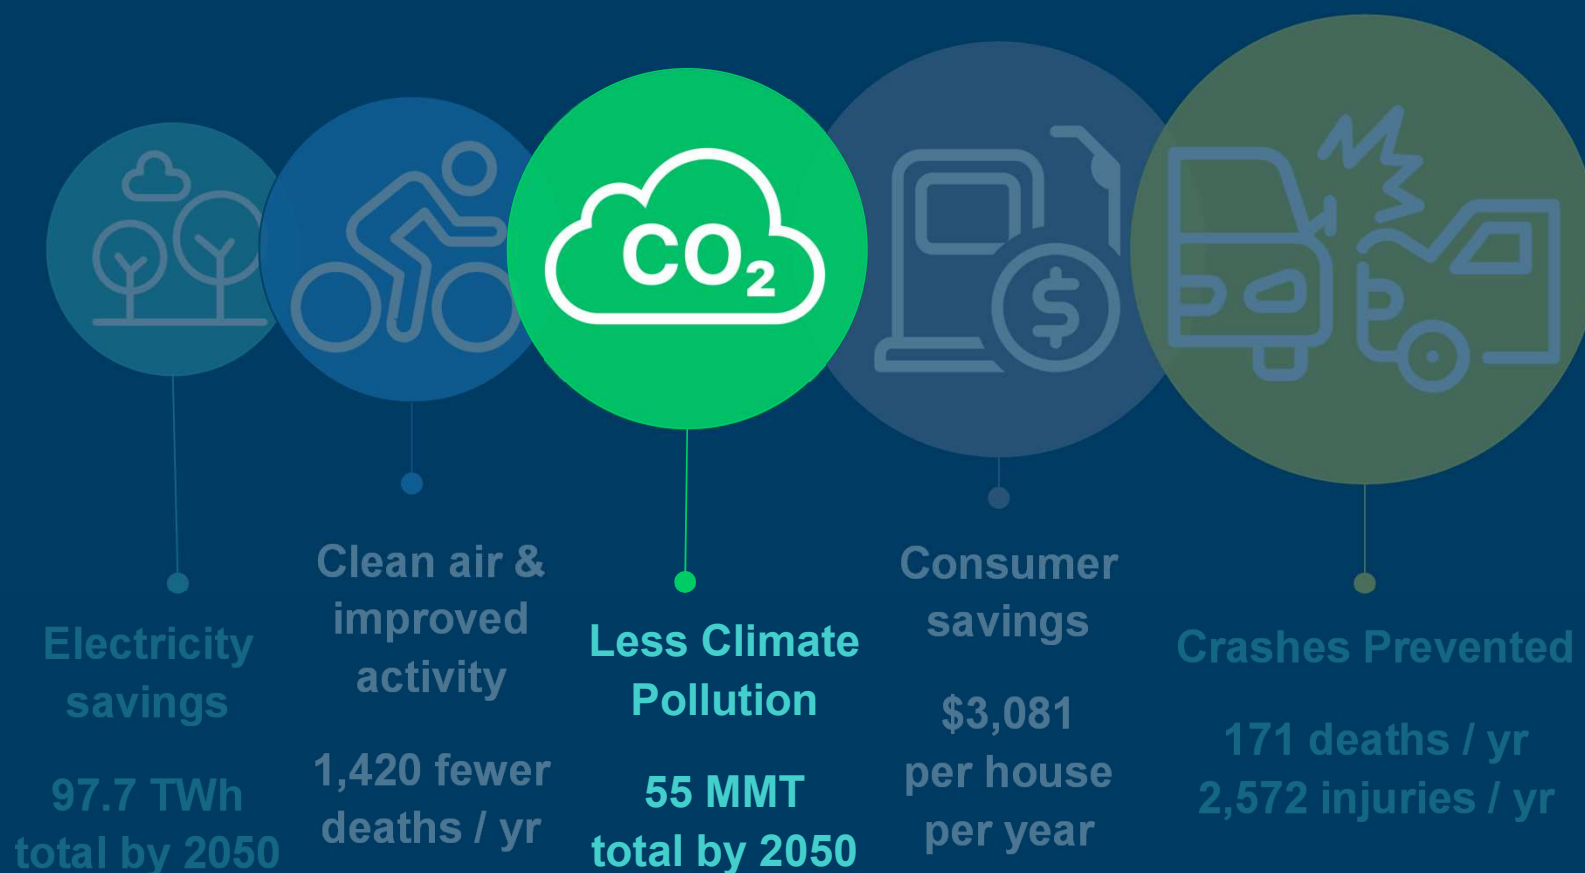 CO₂
$
Electricity
savings
97.7 TWh
total by 2050
Clean air &
improved
activity
1,420 fewer
deaths / yr
Less Climate
Pollution
55 MMT
total by 2050
Consumer
savings
$3,081
per house
per year
Crashes Prevented
171 deaths / yr
2,572 injuries / yr